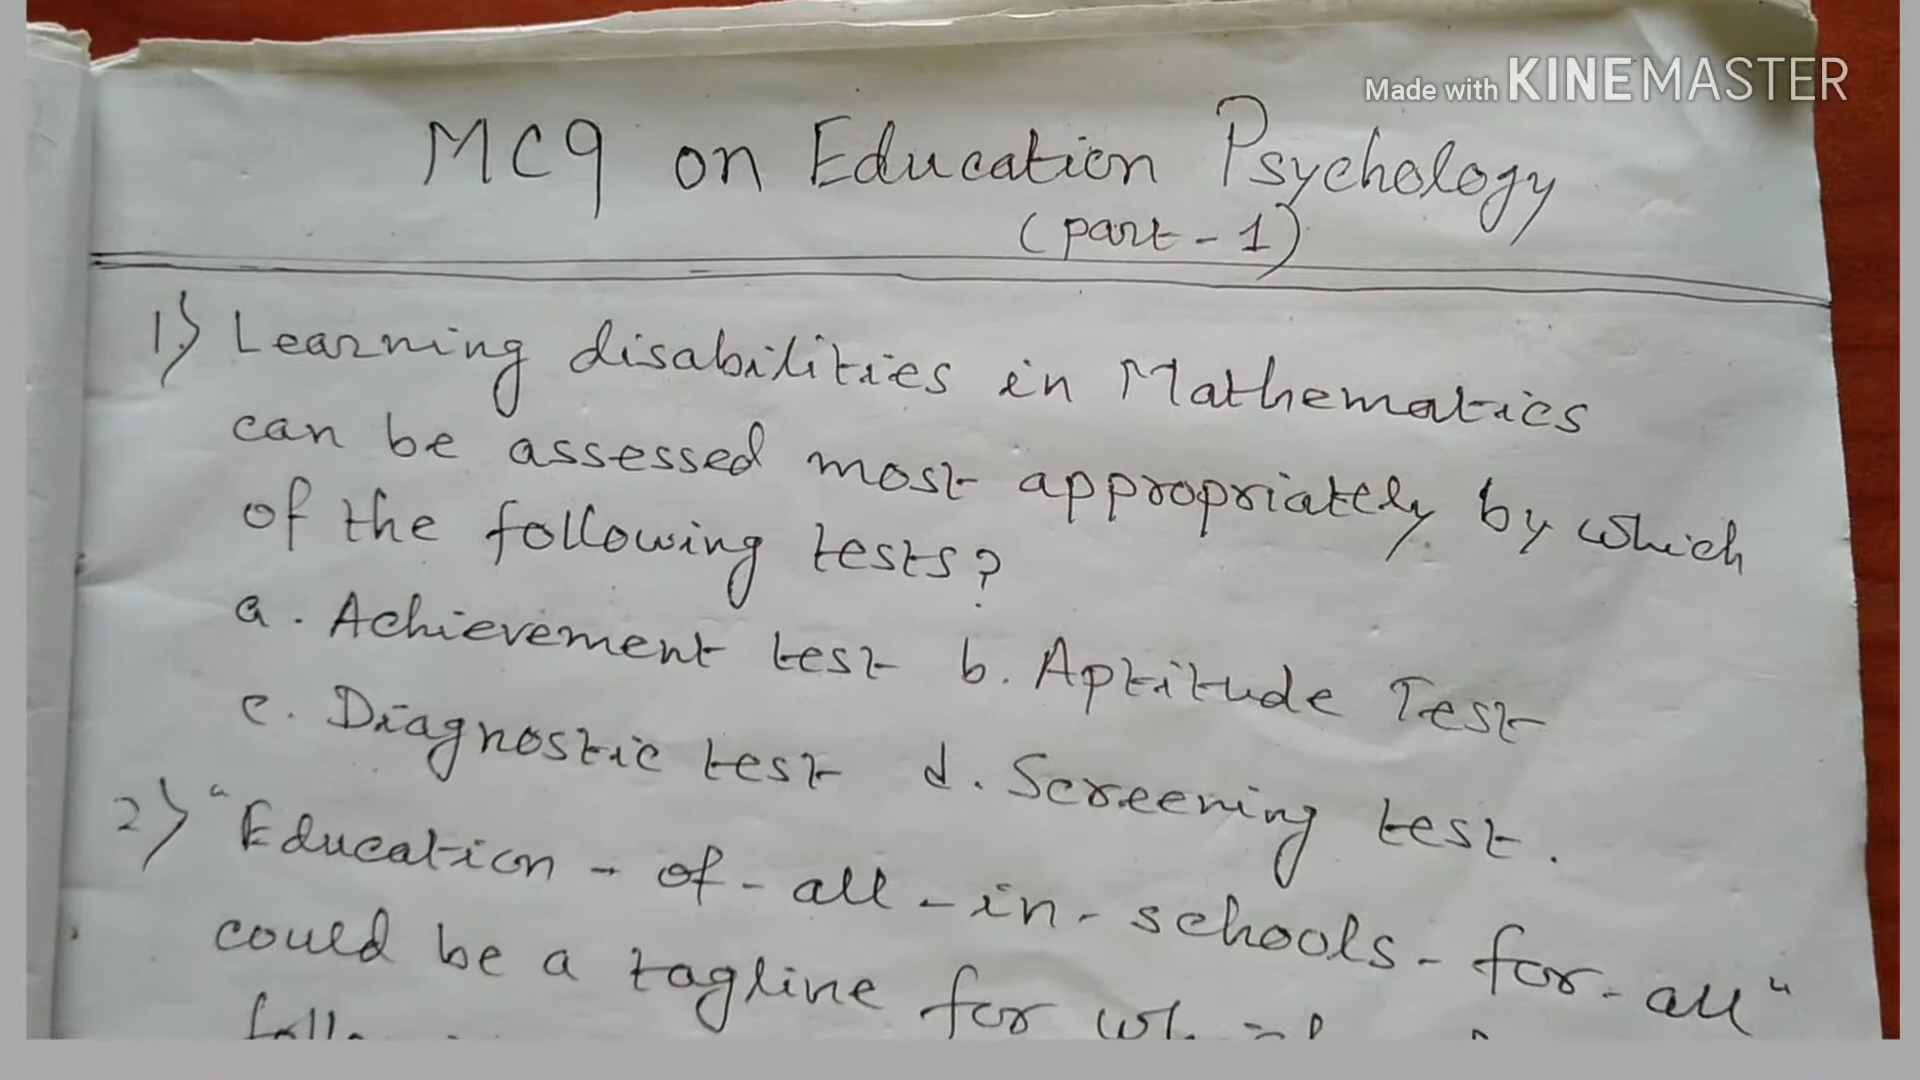 Made with KINEMASTER
MCq on Education Psychology
(part-1)
1) Learning disabilities in Mathematics
can be assessed most appropriately by which
of the following tests?
a. Achievement test b. Aptitude Test
c. Diagnostic test d. Screening test.
2) "Education-of-all-in-schools-for-all"
could be a tagline for